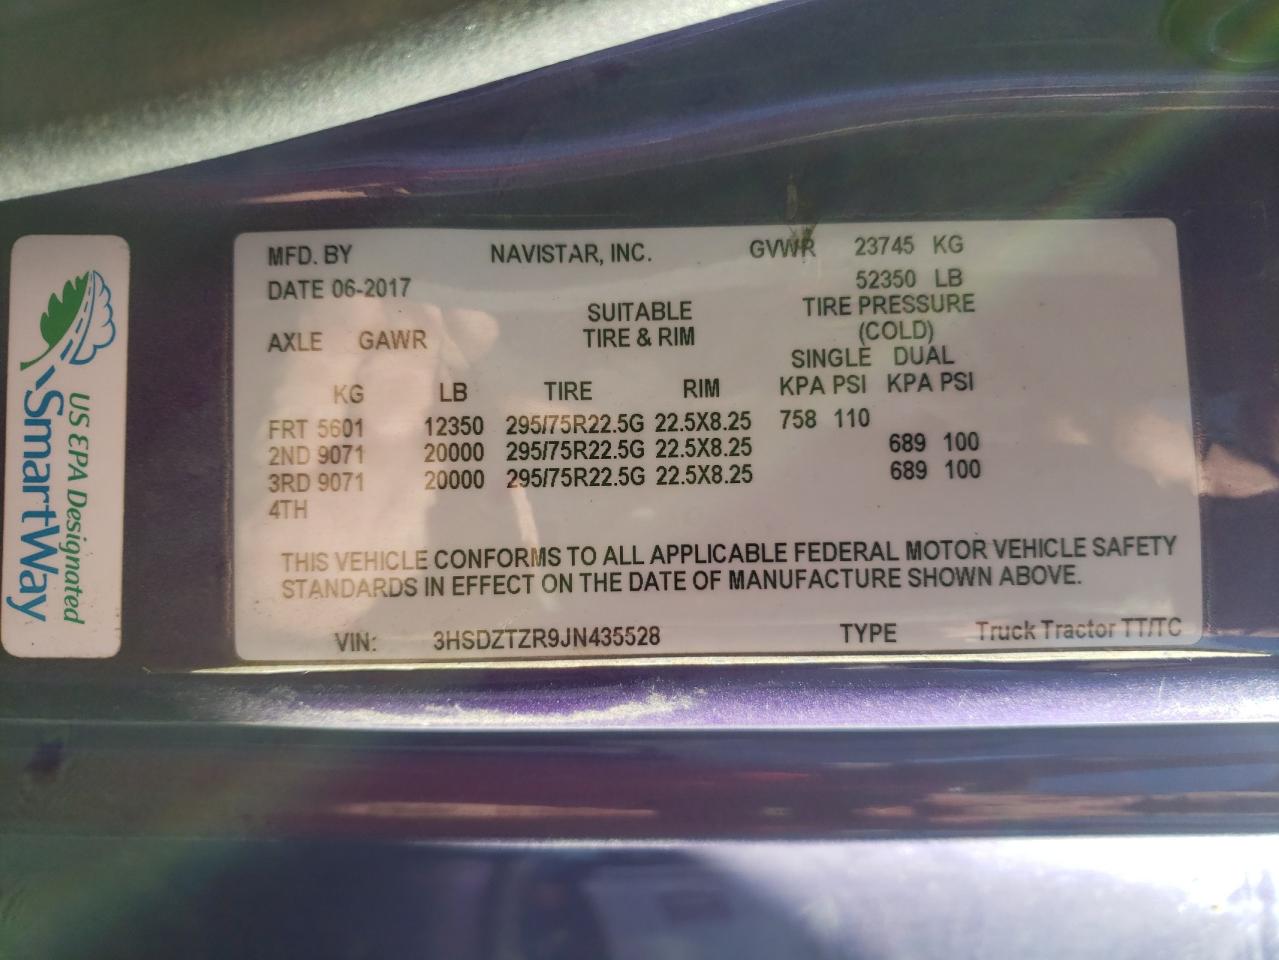 MFD. BY NAVISTAR, INC. GVWR 23745 KG
DATE 06-2017 52350 LB
SUITABLE TIRE PRESSURE
AXLE GAWR TIRE & RIM (COLD)
SINGLE DUAL
KG LB TIRE RIM KPA PSI KPA PSI
FRT 5601 12350 295/75R22.5G 22.5X8.25 758 110
2ND 9071 20000 295/75R22.5G 22.5X8.25 689 100
3RD 9071 20000 295/75R22.5G 22.5X8.25 689 100
4TH
THIS VEHICLE CONFORMS TO ALL APPLICABLE FEDERAL MOTOR VEHICLE SAFETY
STANDARDS IN EFFECT ON THE DATE OF MANUFACTURE SHOWN ABOVE.
VIN: 3HSDZTZR9JN435528 TYPE Truck Tractor TT/TC
US EPA Designated
SmartWay